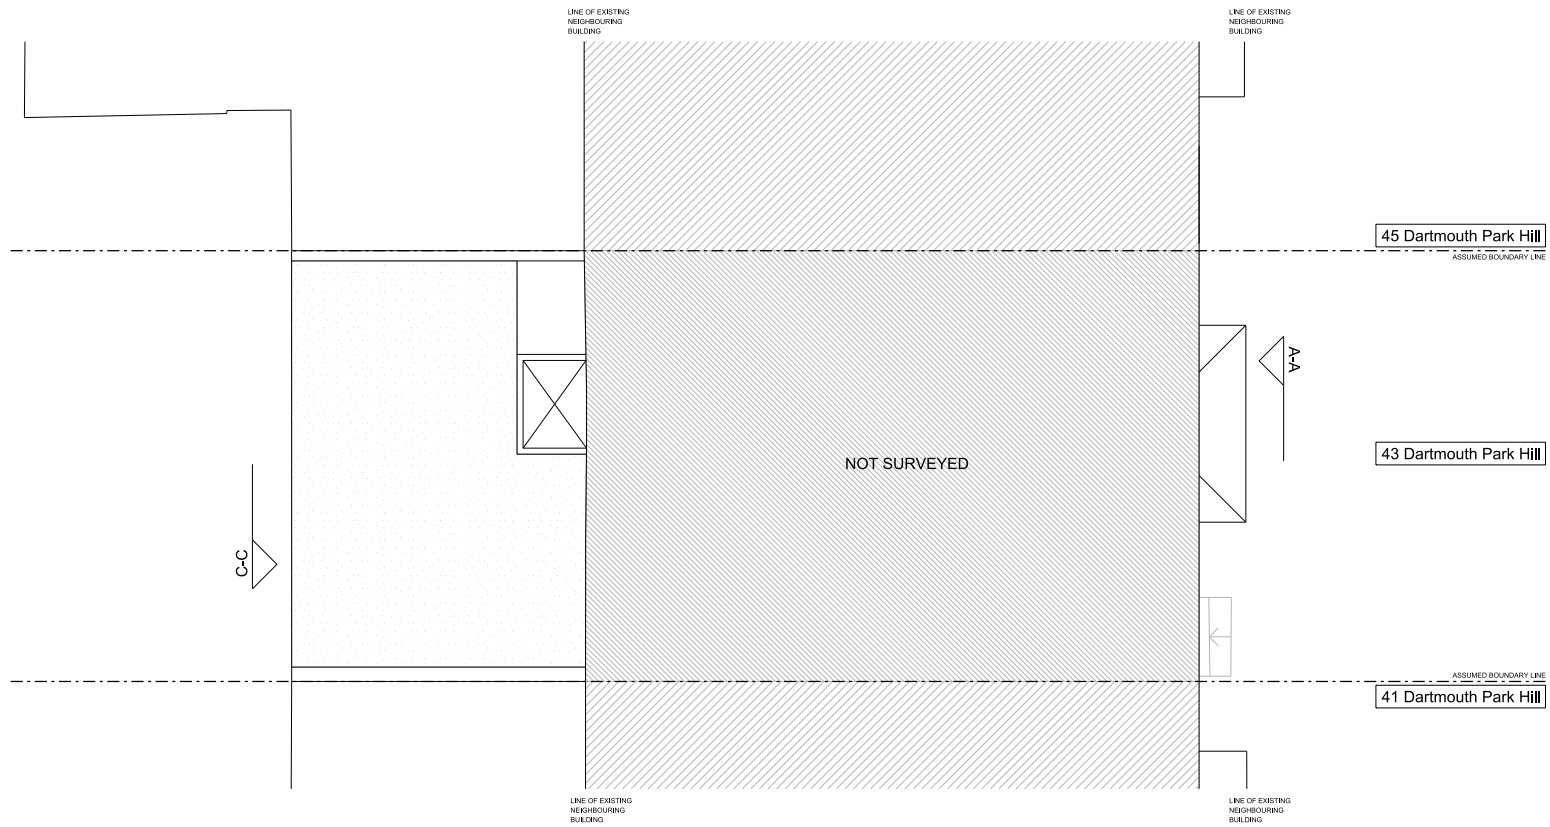 LINE OF EXISTING
NEIGHBOURING
BUILDING
LINE OF EXISTING
NEIGHBOURING
BUILDING
45 Dartmouth Park Hill
ASSUMED BOUNDARY LINE
A-A
43 Dartmouth Park Hill
NOT SURVEYED
C-C
ASSUMED BOUNDARY LINE
41 Dartmouth Park Hill
LINE OF EXISTING
NEIGHBOURING
BUILDING
LINE OF EXISTING
NEIGHBOURING
BUILDING